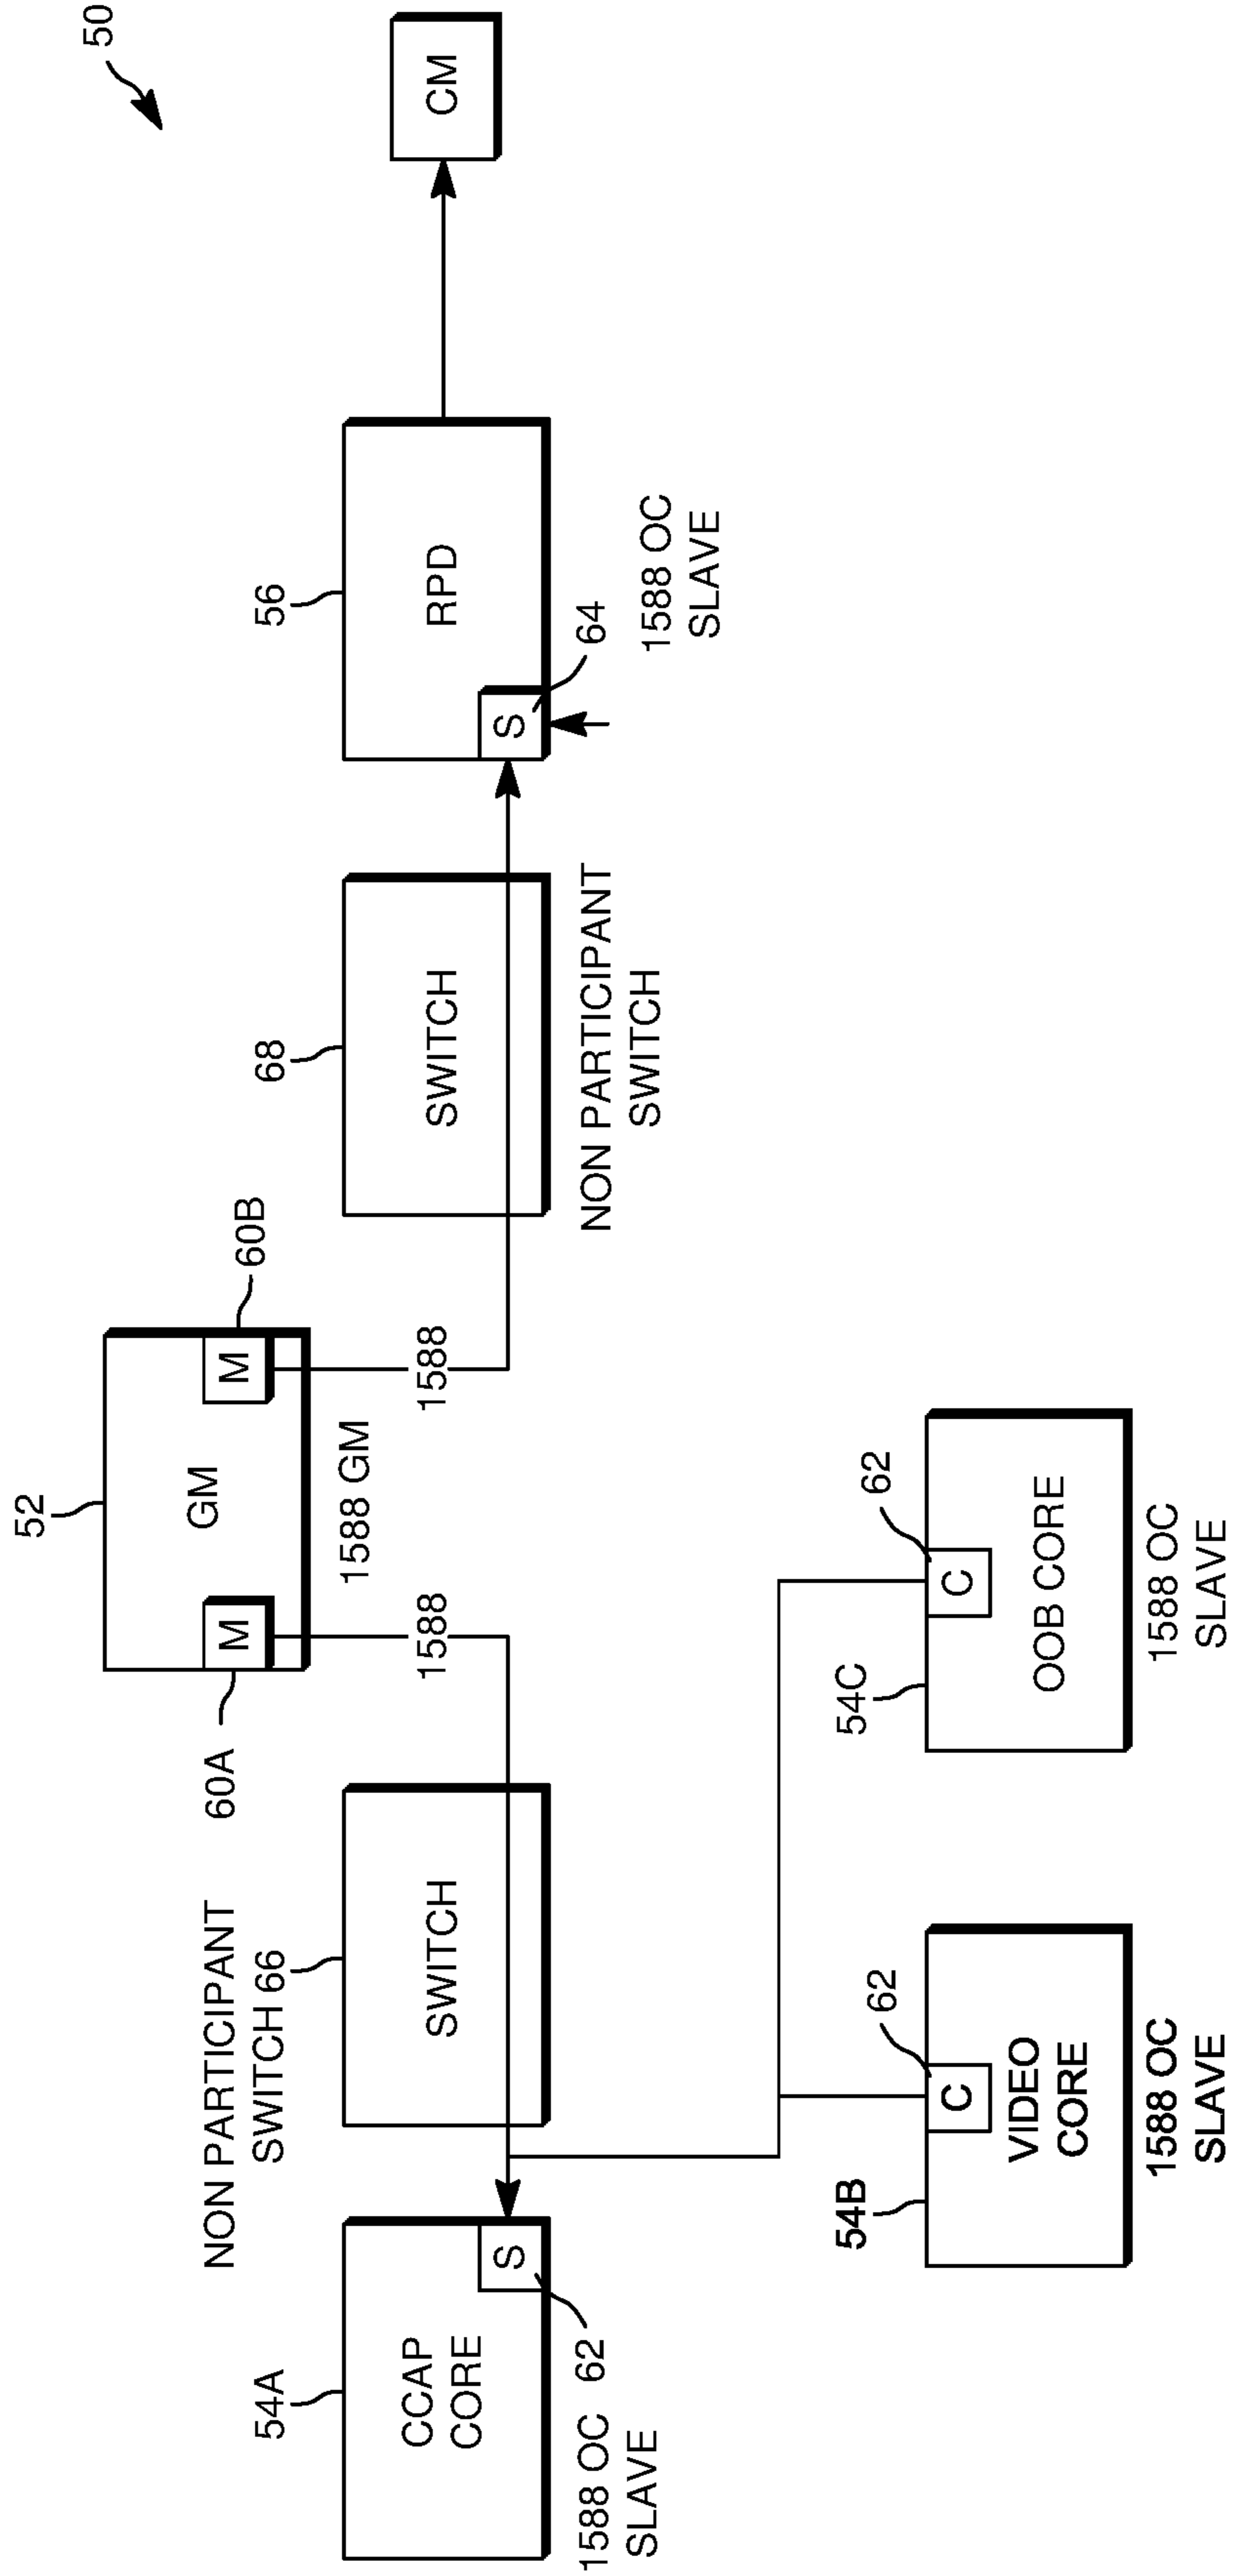 50
52
GM
M
M
60A
60B
1588 GM
1588
1588
NON PARTICIPANT
SWITCH 66
SWITCH
54A
CCAP
CORE
S
62
1588 OC
SLAVE
68
SWITCH
NON PARTICIPANT
SWITCH
56
RPD
S
64
1588 OC
SLAVE
CM
54B
62
C
VIDEO
CORE
1588 OC
SLAVE
54C
62
C
OOB CORE
1588 OC
SLAVE